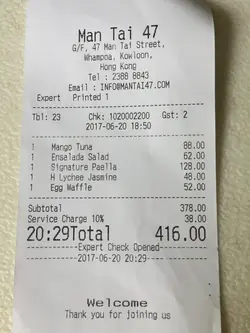 Man Tai 47
G/F, 47 Man Tai Street,
Whampoa, Kowloon,
Hong Kong
Tel : 2388 8843
Email : INFO@MANTAI47.COM
Expert Printed 1
Tbl: 23 Chk: 1020002200 Gst: 2
2017-06-20 18:50
1 Mango Tuna 88.00
1 Ensalada Salad 62.00
1 Signature Paella 128.00
1 H Lychee Jasmine 48.00
1 Egg Waffle 52.00
Subtotal 378.00
Service Charge 10% 38.00
20:29Total 416.00
Expert Check Opened
2017-06-20 20:29
Welcome
Thank you for joining us